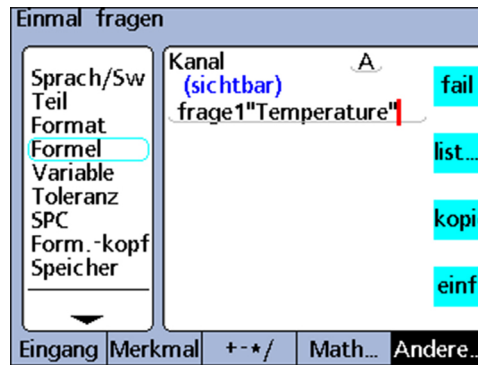 Einmal fragen
Sprach/Sw
Teil
Format
Formel
Variable
Toleranz
SPC
Form.-kopf
Speicher
Kanal A
(sichtbar)
frage1"Temperature"
fail
list...
kopi
einf
Eingang Merkmal +-*/ Math... Andere..